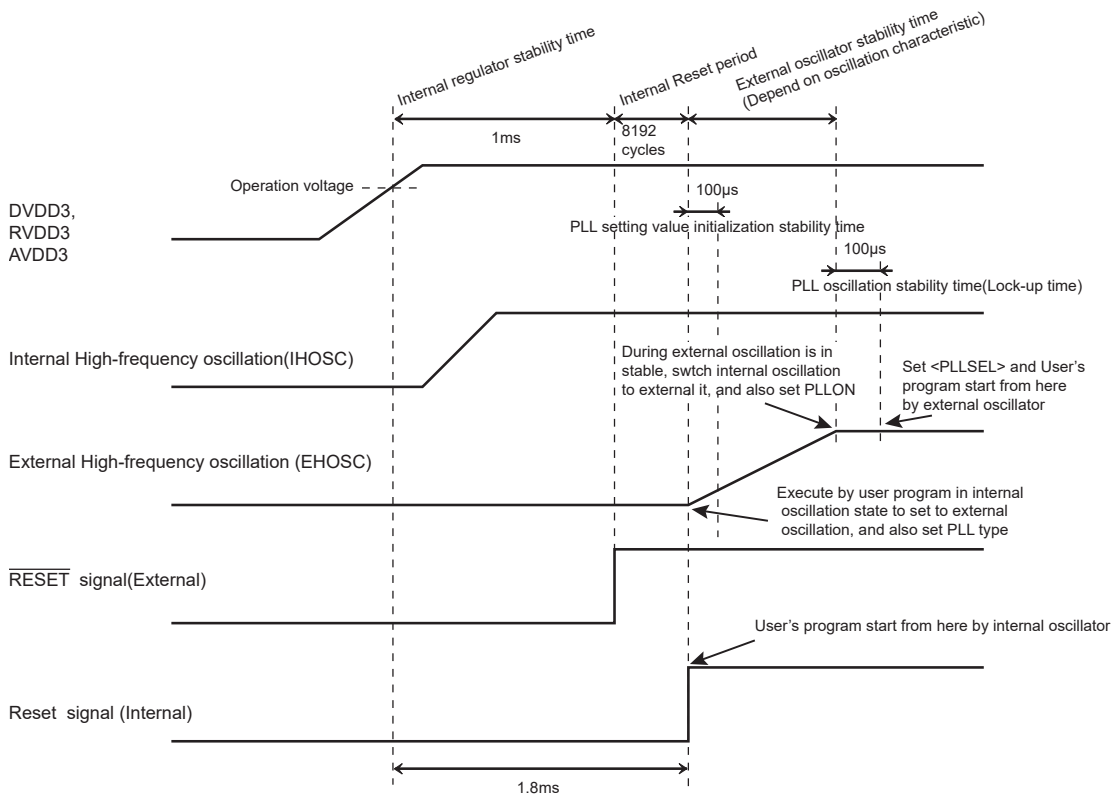 Internal regulator stability time
Internal Reset period
External oscillator stability time
(Depend on oscillation characteristic)
1ms
8192
cycles
Operation voltage
100μs
DVDD3,
RVDD3
AVDD3
PLL setting value initialization stability time
100μs
PLL oscillation stability time(Lock-up time)
Internal High-frequency oscillation(IHOSC)
During external oscillation is in
stable, swtch internal oscillation
to external it, and also set PLLON
Set <PLLSEL> and User's
program start from here
by external oscillator
External High-frequency oscillation (EHOSC)
Execute by user program in internal
oscillation state to set to external
oscillation, and also set PLL type
RESET signal(External)
User's program start from here by internal oscillator
Reset signal (Internal)
1.8ms